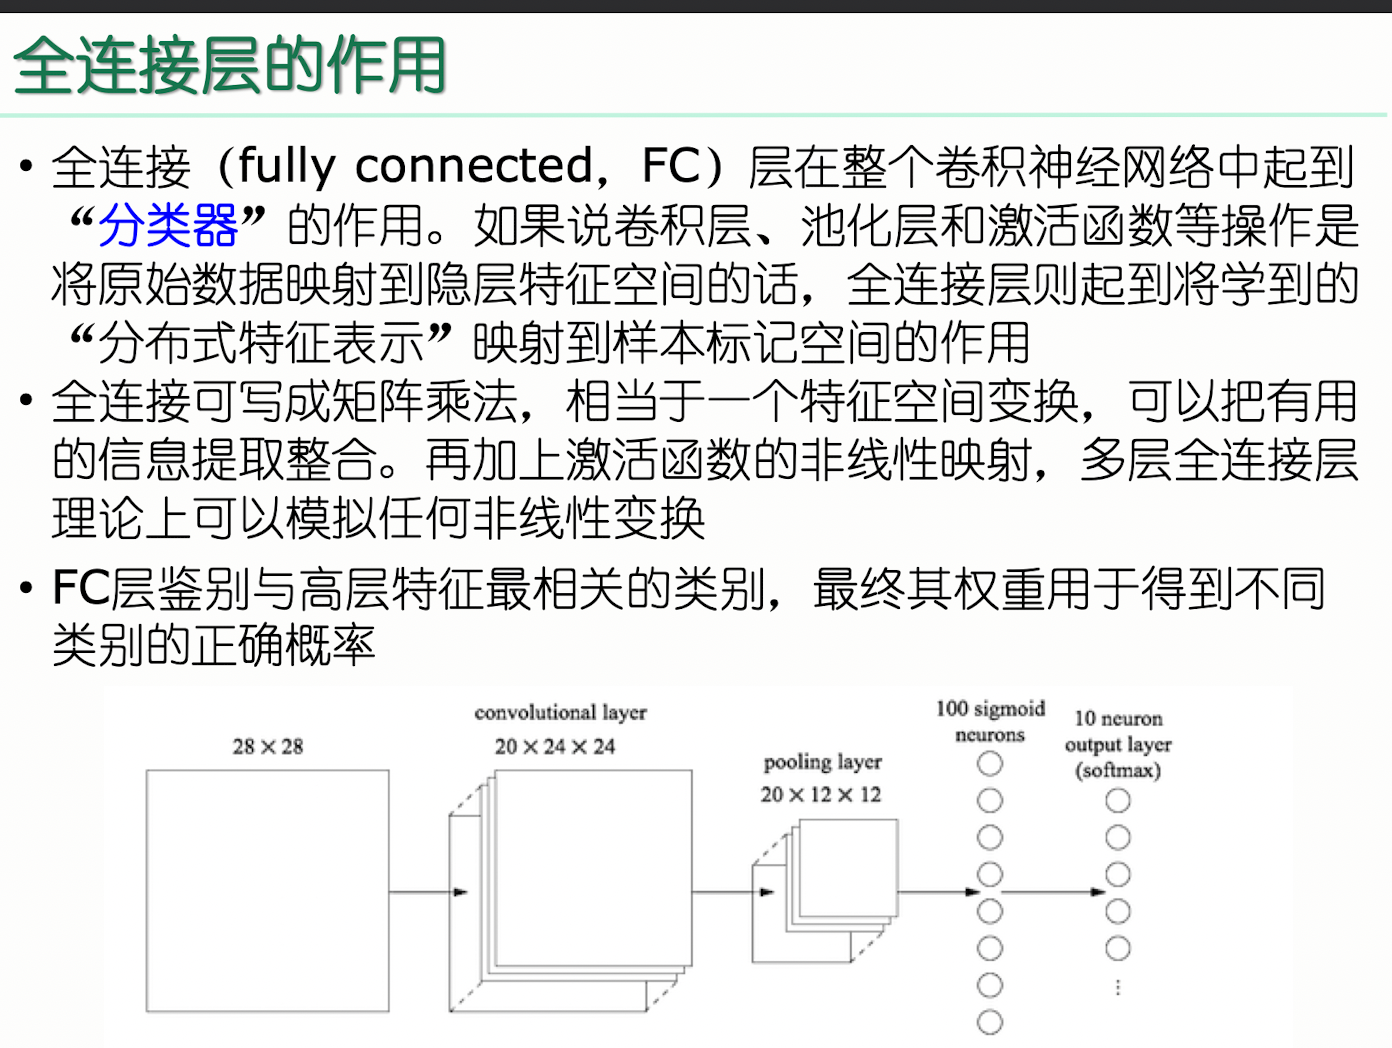 全连接层的作用
• 全连接（fully connected，FC）层在整个卷积神经网络中起到
“分类器”的作用。如果说卷积层、池化层和激活函数等操作是
将原始数据映射到隐层特征空间的话，全连接层则起到将学到的
“分布式特征表示”映射到样本标记空间的作用
• 全连接可写成矩阵乘法，相当于一个特征空间变换，可以把有用
的信息提取整合。再加上激活函数的非线性映射，多层全连接层
理论上可以模拟任何非线性变换
• FC层鉴别与高层特征最相关的类别，最终其权重用于得到不同
类别的正确概率
28 × 28
convolutional layer
20 × 24 × 24
pooling layer
20 × 12 × 12
100 sigmoid
neurons
10 neuron
output layer
(softmax)
⋮